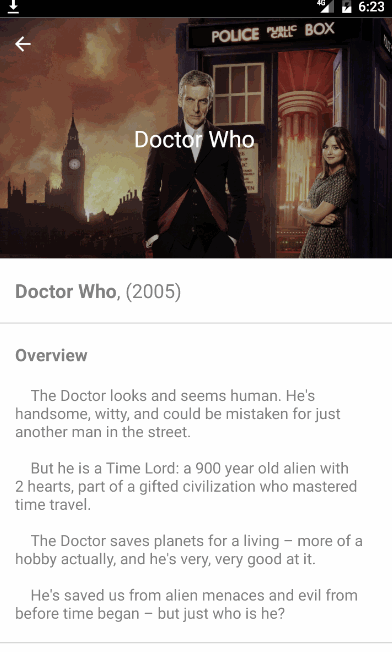 4G 6:23
POLICE PUBLIC CALL BOX
Doctor Who
Doctor Who, (2005)
Overview
The Doctor looks and seems human. He's
handsome, witty, and could be mistaken for just
another man in the street.
But he is a Time Lord: a 900 year old alien with
2 hearts, part of a gifted civilization who mastered
time travel.
The Doctor saves planets for a living – more of a
hobby actually, and he's very, very good at it.
He's saved us from alien menaces and evil from
before time began – but just who is he?